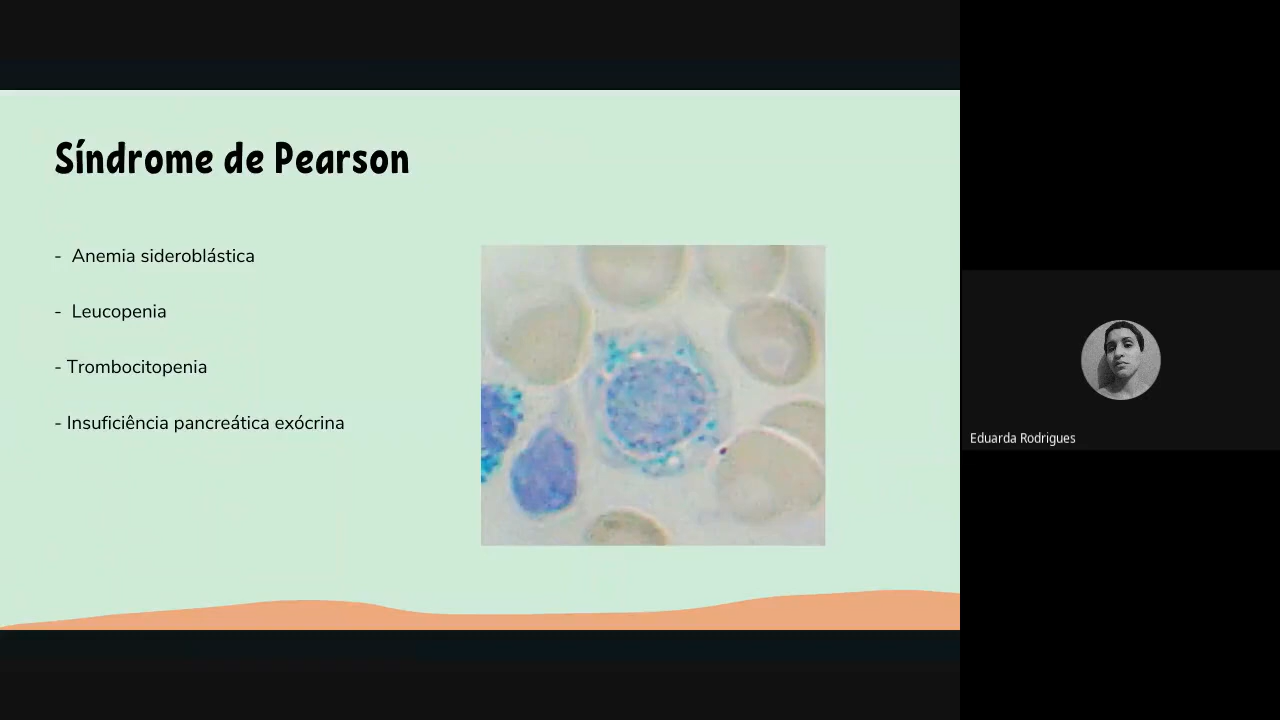 Síndrome de Pearson
- Anemia sideroblástica
- Leucopenia
- Trombocitopenia
- Insuficiência pancreática exócrina
Eduarda Rodrigues